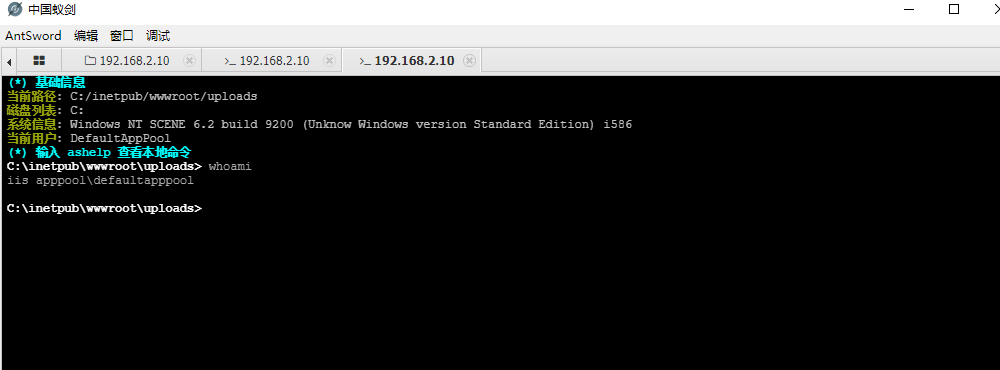 中国蚁剑
AntSword 编辑 窗口 调试
192.168.2.10 >_ 192.168.2.10 >_ 192.168.2.10
(*) 基础信息
当前路径: C:/inetpub/wwwroot/uploads
磁盘列表: C:
系统信息: Windows NT SCENE 6.2 build 9200 (Unknow Windows version Standard Edition) i586
当前用户: DefaultAppPool
(*) 输入 ashelp 查看本地命令
C:\inetpub\wwwroot\uploads> whoami
iis apppool\defaultapppool
C:\inetpub\wwwroot\uploads>